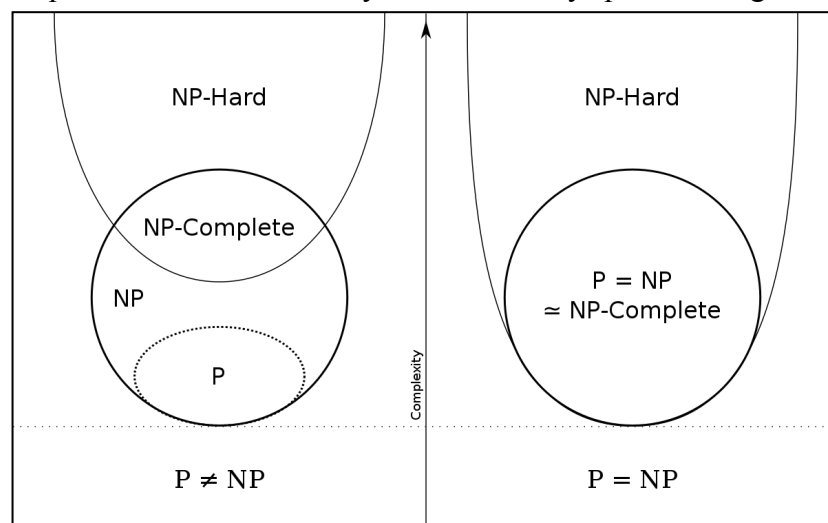 NP-Hard
NP-Complete
NP
P
P ≠ NP
Complexity
NP-Hard
P = NP
≃ NP-Complete
P = NP